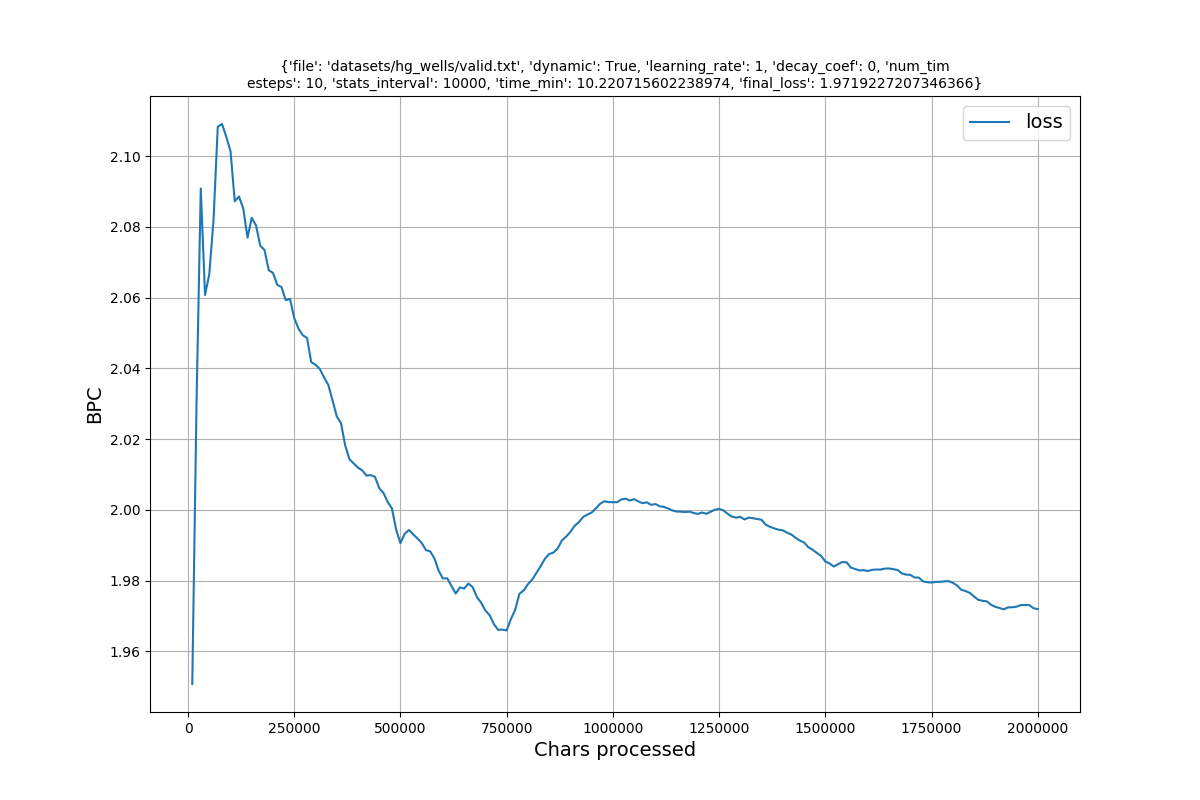 {'file': 'datasets/hg_wells/valid.txt', 'dynamic': True, 'learning_rate': 1, 'decay_coef': 0, 'num_tim
esteps': 10, 'stats_interval': 10000, 'time_min': 10.220715602238974, 'final_loss': 1.9719227207346366}
loss
2.10
2.08
2.06
2.04
2.02
2.00
1.98
1.96
BPC
0 250000 500000 750000 1000000 1250000 1500000 1750000 2000000
Chars processed